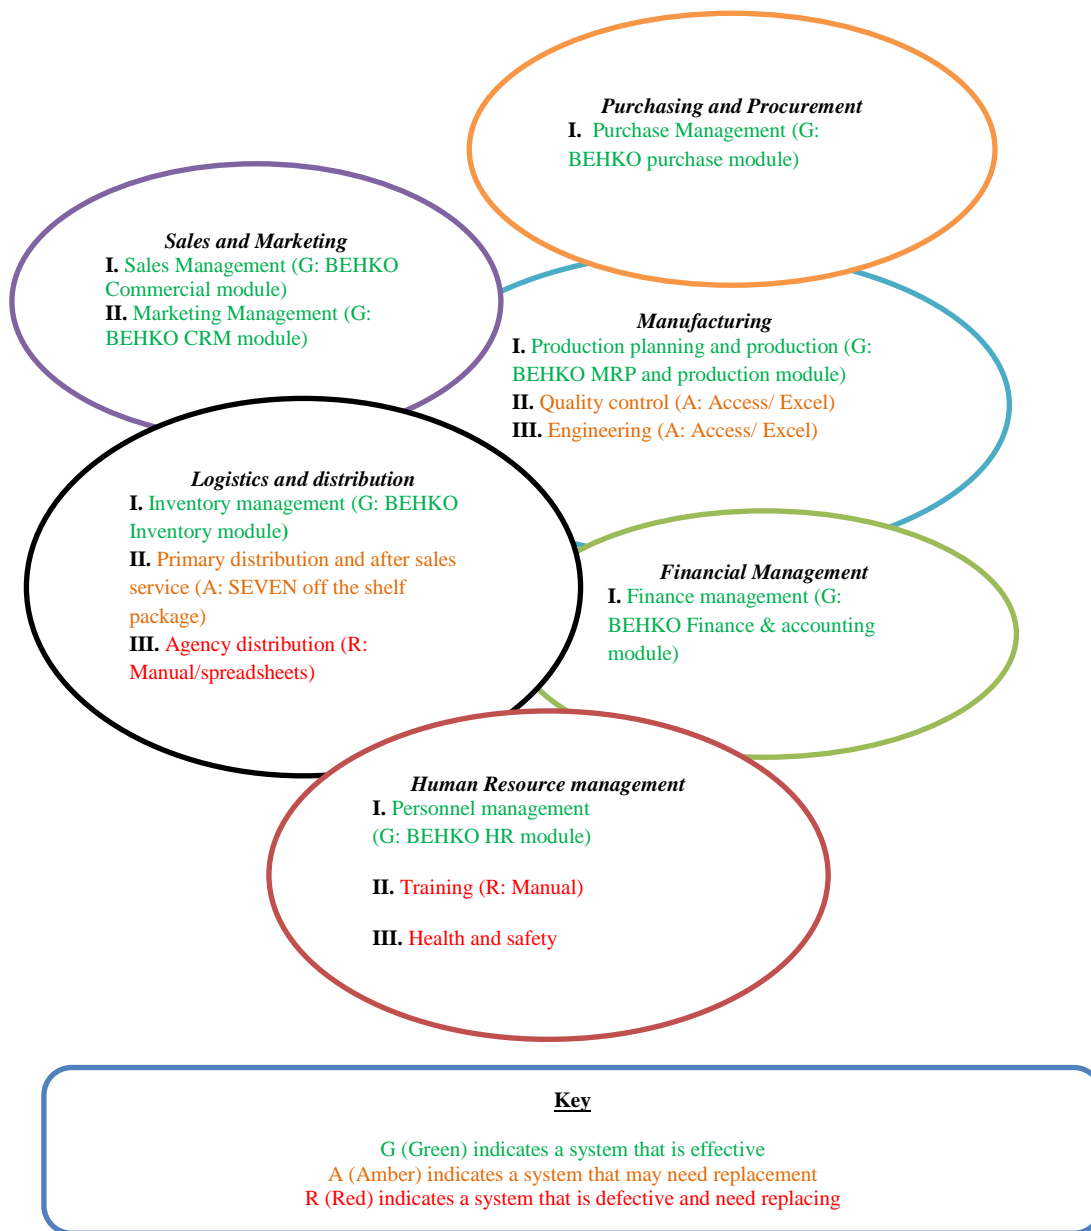 Purchasing and Procurement
I. Purchase Management (G:
BEHKO purchase module)
Sales and Marketing
I. Sales Management (G: BEHKO
Commercial module)
II. Marketing Management (G:
BEHKO CRM module)
Manufacturing
I. Production planning and production (G:
BEHKO MRP and production module)
II. Quality control (A: Access/ Excel)
III. Engineering (A: Access/ Excel)
Logistics and distribution
I. Inventory management (G: BEHKO
Inventory module)
II. Primary distribution and after sales
service (A: SEVEN off the shelf
package)
III. Agency distribution (R:
Manual/spreadsheets)
Financial Management
I. Finance management (G:
BEHKO Finance & accounting
module)
Human Resource management
I. Personnel management
(G: BEHKO HR module)
II. Training (R: Manual)
III. Health and safety
Key
G (Green) indicates a system that is effective
A (Amber) indicates a system that may need replacement
R (Red) indicates a system that is defective and need replacing